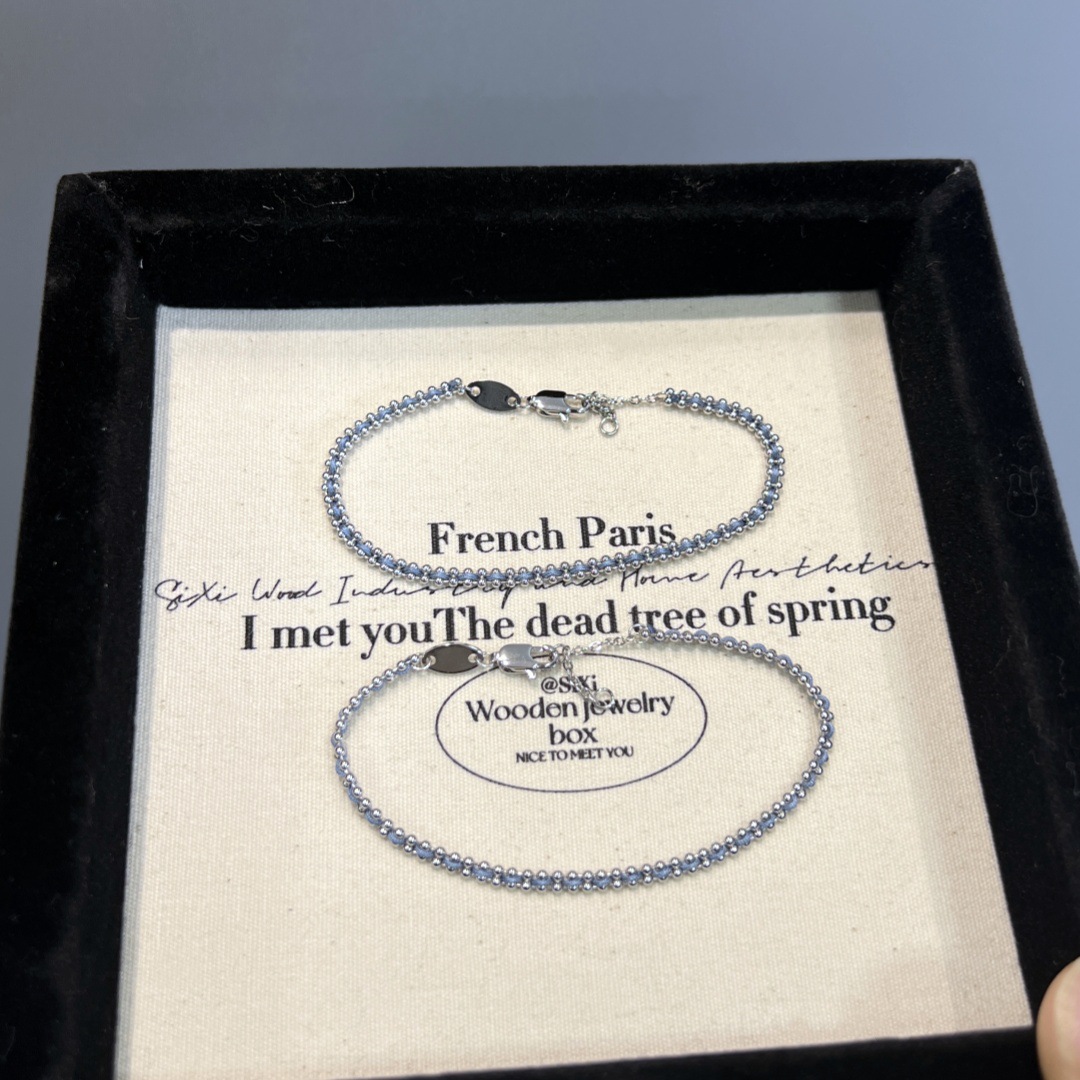 French Paris
SiXi Wood Industry and Home Aesthetics
I met youThe dead tree of spring
@SiXi
Wooden jewelry
box
NICE TO MEET YOU